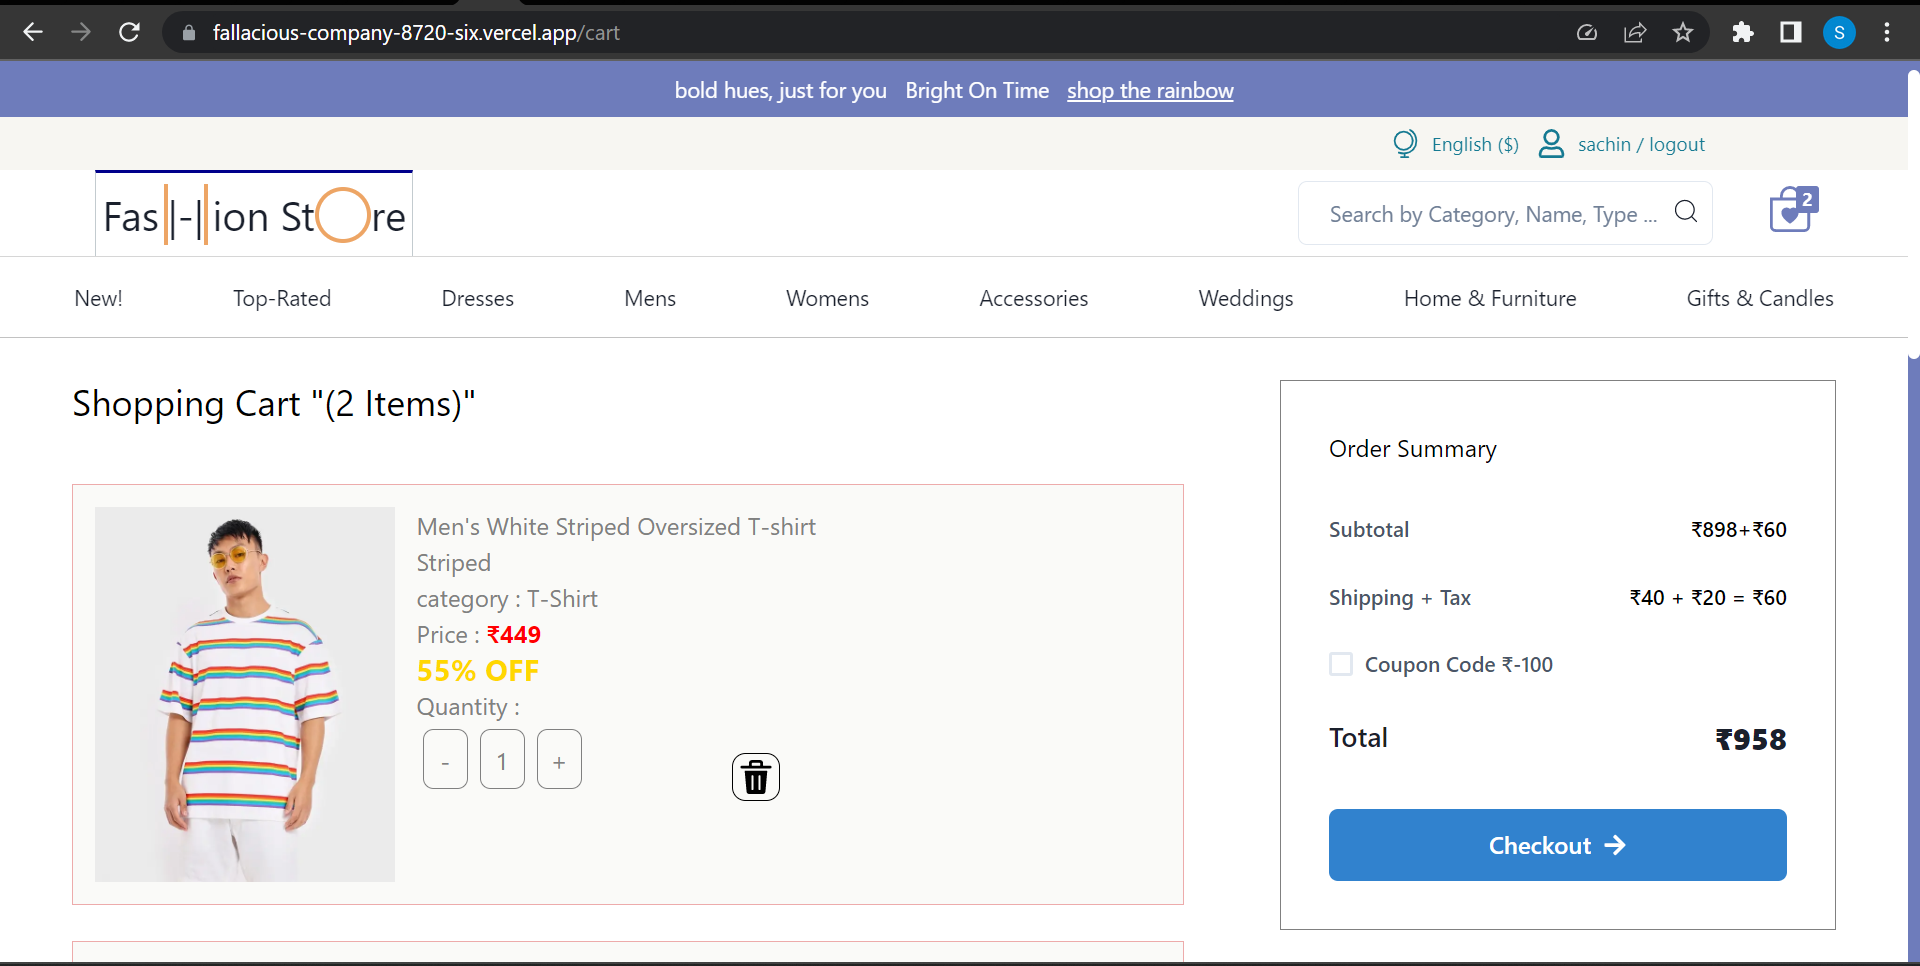 fallacious-company-8720-six.vercel.app/cart
S
bold hues, just for you Bright On Time shop the rainbow
English ($) sachin / logout
Fas||-||ion StOre
Search by Category, Name, Type ...
2
New! Top-Rated Dresses Mens Womens Accessories Weddings Home & Furniture Gifts & Candles
Shopping Cart "(2 Items)"
Men's White Striped Oversized T-shirt
Striped
category : T-Shirt
Price : ₹449
55% OFF
Quantity :
- 1 +
Order Summary
Subtotal ₹898+₹60
Shipping + Tax ₹40 + ₹20 = ₹60
Coupon Code ₹-100
Total ₹958
Checkout →